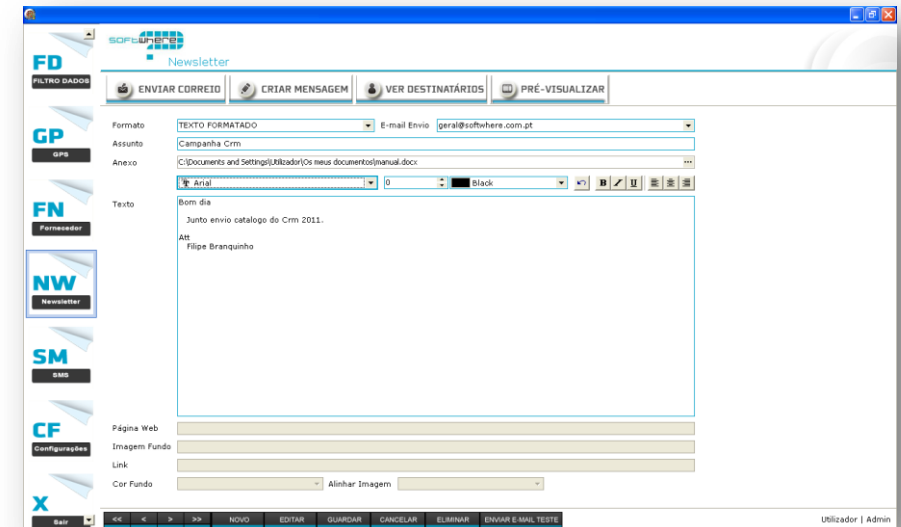 softwhere
Newsletter
FD
FILTRO DADOS
GP
GPS
FN
Fornecedor
NW
Newsletter
SM
SMS
CF
Configurações
X
Sair
ENVIAR CORREIO CRIAR MENSAGEM VER DESTINATÁRIOS PRÉ-VISUALIZAR
Formato TEXTO FORMATADO E-mail Envio geral@softwhere.com.pt
Assunto Campanha Crm
Anexo C:\Documents and Settings\Utilizador\Os meus documentos\manual.docx ...
Arial 0 Black B I U
Texto
Bom dia
Junto envio catalogo do Crm 2011.
Att
Filipe Branquinho
Página Web
Imagem Fundo
Link
Cor Fundo Alinhar Imagem
<< < > >> NOVO EDITAR GUARDAR CANCELAR ELIMINAR ENVIAR E-MAIL TESTE Utilizador | Admin